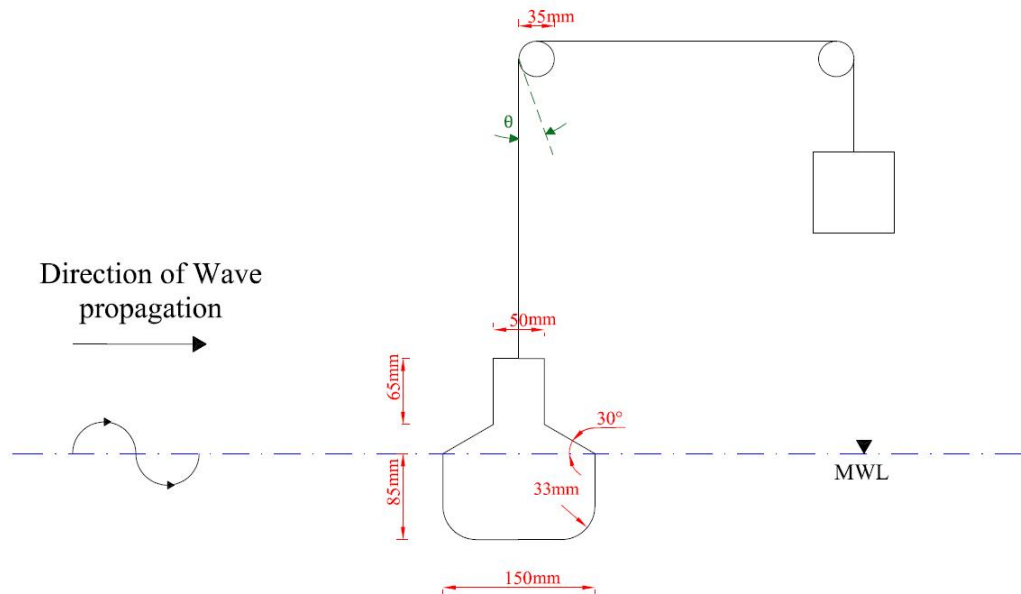 35mm
θ
Direction of Wave
propagation
50mm
65mm
30°
MWL
85mm
33mm
150mm